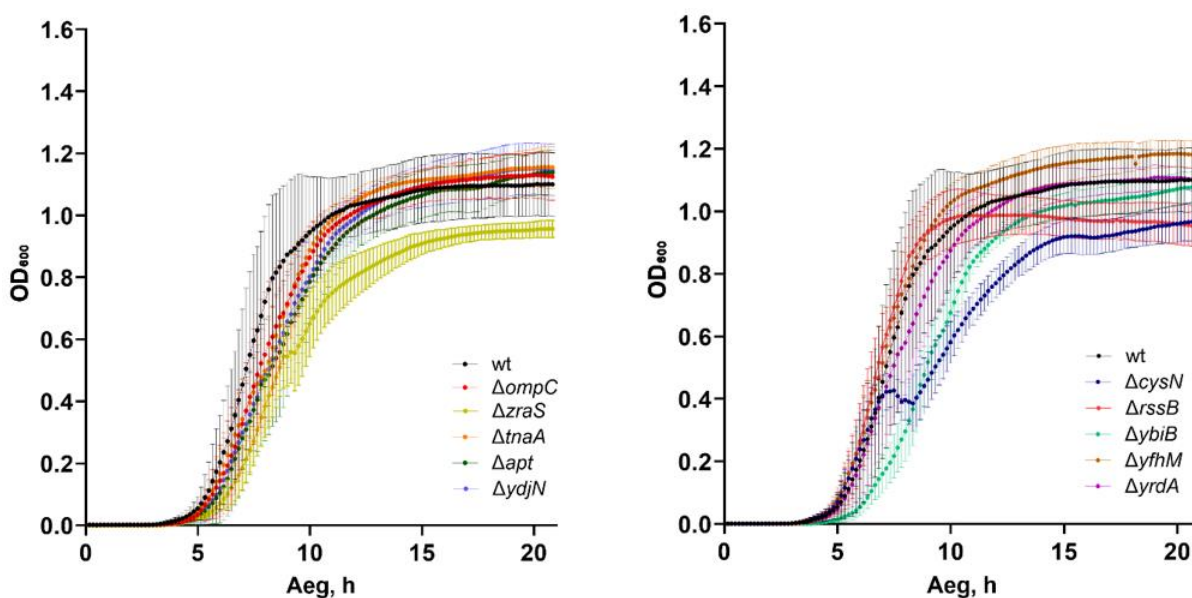 1.6
1.4
1.2
1.0
0.8
0.6
0.4
0.2
0.0
OD₆₀₀
0 5 10 15 20
Aeg, h
wt
ΔompC
ΔzraS
ΔtnaA
Δapt
ΔydjN
1.6
1.4
1.2
1.0
0.8
0.6
0.4
0.2
0.0
OD₆₀₀
0 5 10 15 20
Aeg, h
wt
ΔcysN
ΔrssB
ΔybiB
ΔyfhM
ΔyrdA